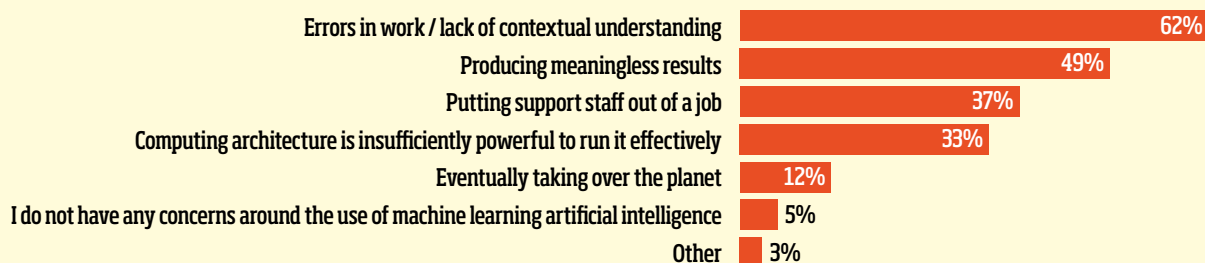 Errors in work / lack of contextual understanding 62%
Producing meaningless results 49%
Putting support staff out of a job 37%
Computing architecture is insufficiently powerful to run it effectively 33%
Eventually taking over the planet 12%
I do not have any concerns around the use of machine learning artificial intelligence 5%
Other 3%